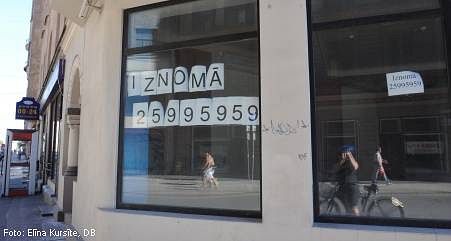 IZNOMĀ
25995959
Iznomā
25995959
Foto: Elīna Kursīte, DB